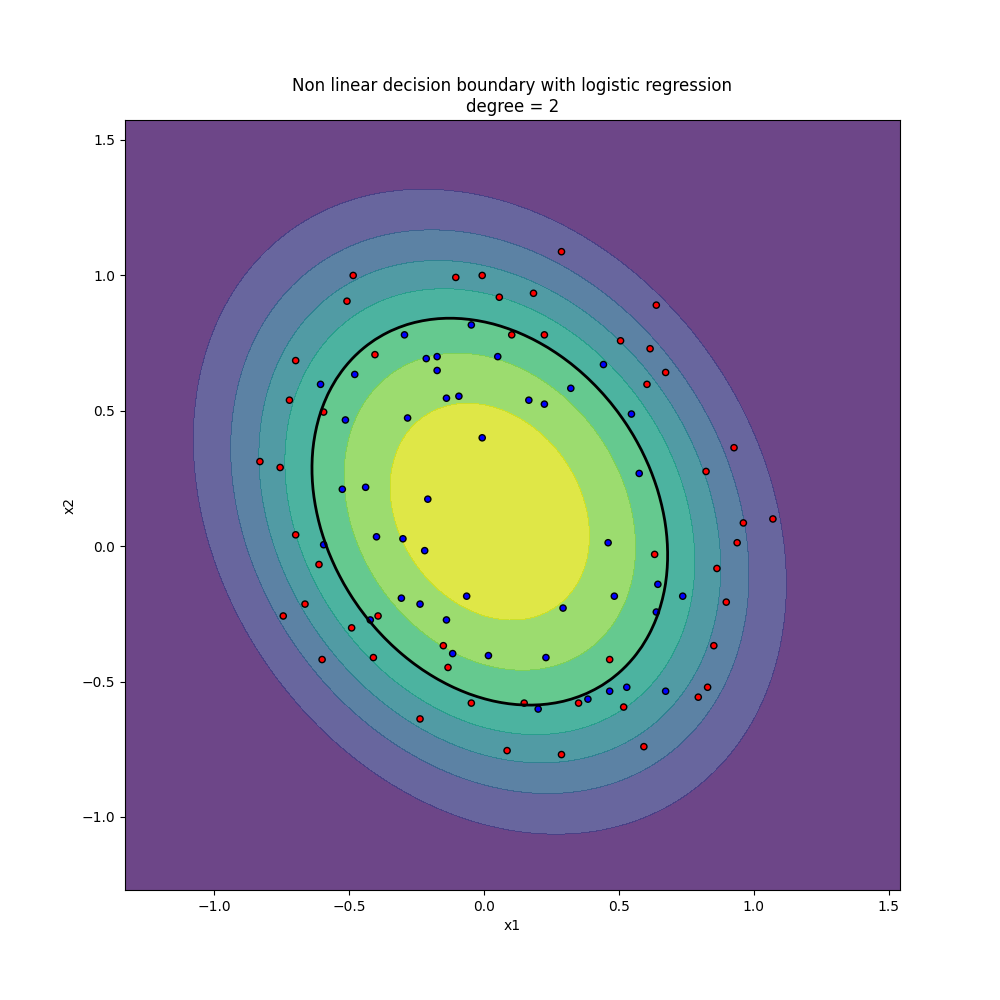 Non linear decision boundary with logistic regression
degree = 2
1.5
1.0
0.5
0.0
−0.5
−1.0
x2
−1.0 −0.5 0.0 0.5 1.0 1.5
x1